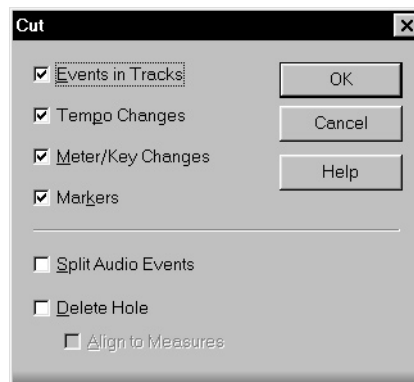 Cut
Events in Tracks
OK
Tempo Changes
Cancel
Meter/Key Changes
Help
Markers
Split Audio Events
Delete Hole
Align to Measures